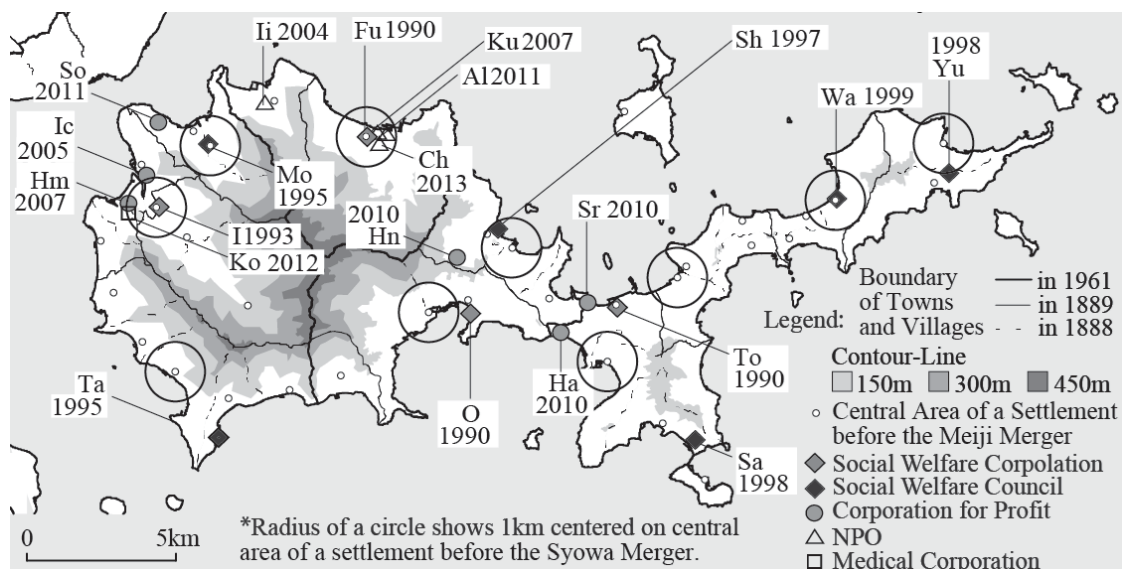 Ii 2004
Fu 1990
Ku 2007
Al 2011
Sh 1997
1998
Yu
So
2011
Wa 1999
Ic
2005
Mo
1995
Ch
2013
Hm
2007
2010
Hn
Sr 2010
I1993
Ko 2012
Boundary
of Towns
and Villages
in 1961
in 1889
in 1888
Legend:
Contour-Line
150m
300m
450m
Ta
1995
O
1990
Ha
2010
To
1990
Sa
1998
Central Area of a Settlement
before the Meiji Merger
Social Welfare Corpolation
Social Welfare Council
Corporation for Profit
NPO
Medical Corporation
0 5km
*Radius of a circle shows 1km centered on central
area of a settlement before the Syowa Merger.